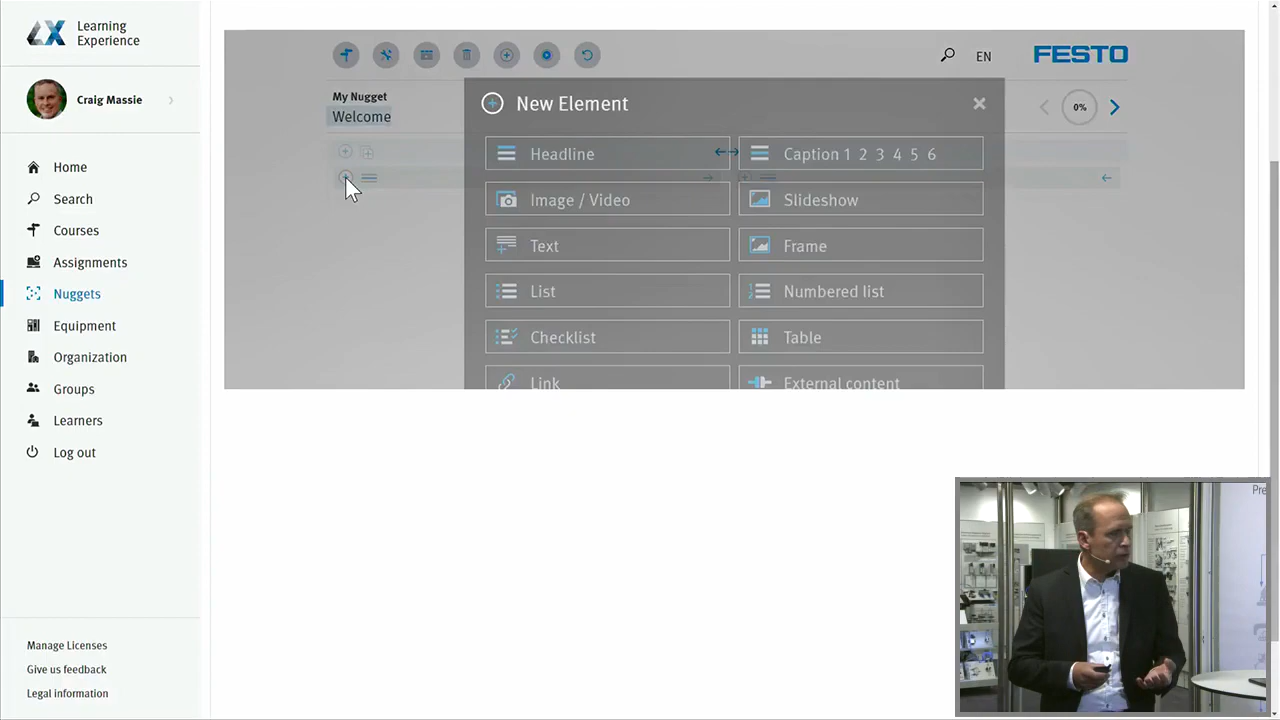 Learning
Experience
Craig Massie
Home
Search
Courses
Assignments
Nuggets
Equipment
Organization
Groups
Learners
Log out
Manage Licenses
Give us feedback
Legal information
EN
FESTO
My Nugget
Welcome
0%
New Element
Headline
Caption 1 2 3 4 5 6
Image / Video
Slideshow
Text
Frame
List
Numbered list
Checklist
Table
Link
External content
Pre